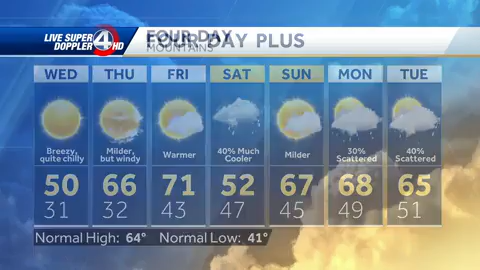 LIVE SUPER
DOPPLER 4 HD
FOUR DAY
MOUNTAINS
FOUR DAY PLUS
WED THU FRI SAT SUN MON TUE
Breezy, quite chilly
Milder, but windy
Warmer
40% Much Cooler
Milder
30% Scattered
40% Scattered
50 66 71 52 67 68 65
31 32 43 47 45 49 51
Normal High: 64° Normal Low: 41°